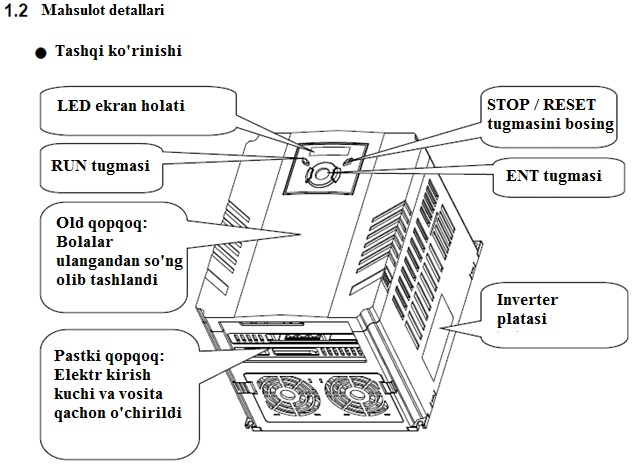 1.2 Mahsulot detallari
● Tashqi ko'rinishi
LED ekran holati
STOP / RESET
tugmasini bosing
RUN tugmasi
ENT tugmasi
Old qopqoq:
Bolalar
ulangandan so'ng
olib tashlandi
Inverter
platasi
Pastki qopqoq:
Elektr kirish
kuchi va vosita
qachon o'chirildi